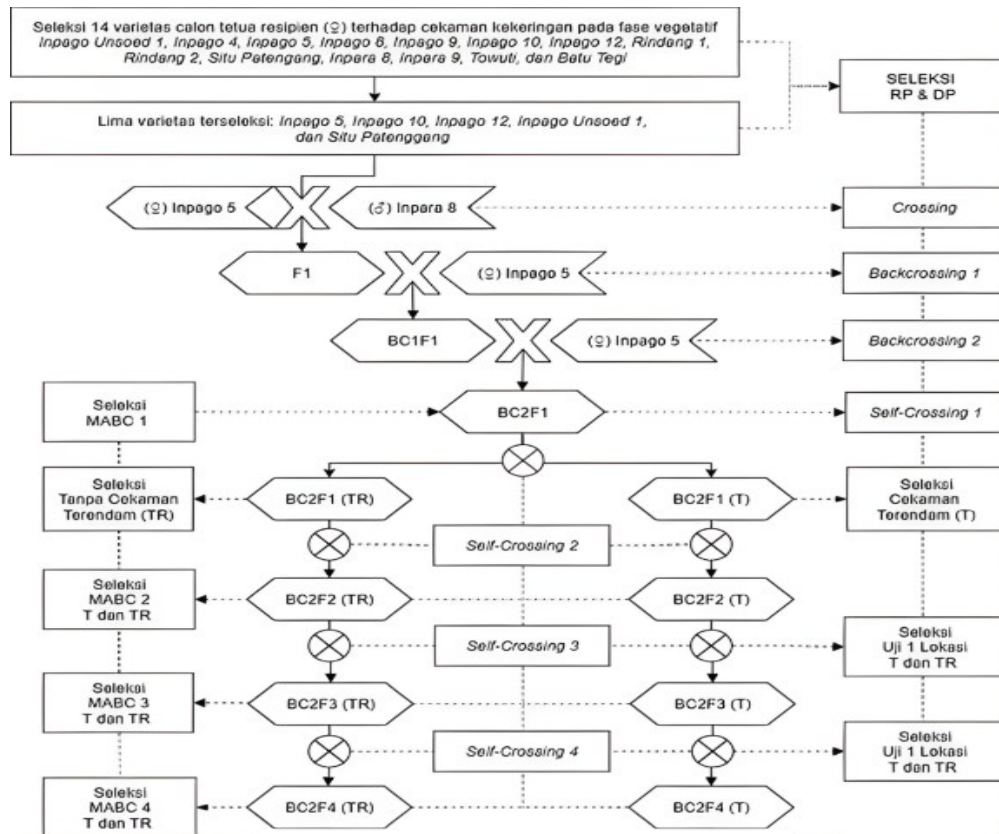 Seleksi 14 varietas calon tetua resipien (♀) terhadap cekaman kekeringan pada fase vegetatif
Inpago Unsoed 1, Inpago 4, Inpago 5, Inpago 8, Inpago 9, Inpago 10, Inpago 12, Rindang 1,
Rindang 2, Situ Patengang, Inpara 8, Inpara 9, Towuti, dan Batu Tegi
SELEKSI
RP & DP
Lima varietas terseleksi: Inpago 5, Inpago 10, Inpago 12, Inpago Unsoed 1,
dan Situ Patenggang
(♀) Inpago 5
(♂) Inpara 8
Crossing
F1
(♀) Inpago 5
Backcrossing 1
BC1F1
(♀) Inpago 5
Backcrossing 2
Seleksi
MABC 1
BC2F1
Self-Crossing 1
Seleksi
Tanpa Cekaman
Terendam (TR)
BC2F1 (TR)
BC2F1 (T)
Seleksi
Cekaman
Terendam (T)
Self-Crossing 2
Seleksi
MABC 2
T dan TR
BC2F2 (TR)
BC2F2 (T)
Self-Crossing 3
Seleksi
Uji 1 Lokasi
T dan TR
Seleksi
MABC 3
T dan TR
BC2F3 (TR)
BC2F3 (T)
Self-Crossing 4
Seleksi
Uji 1 Lokasi
T dan TR
Seleksi
MABC 4
T dan TR
BC2F4 (TR)
BC2F4 (T)